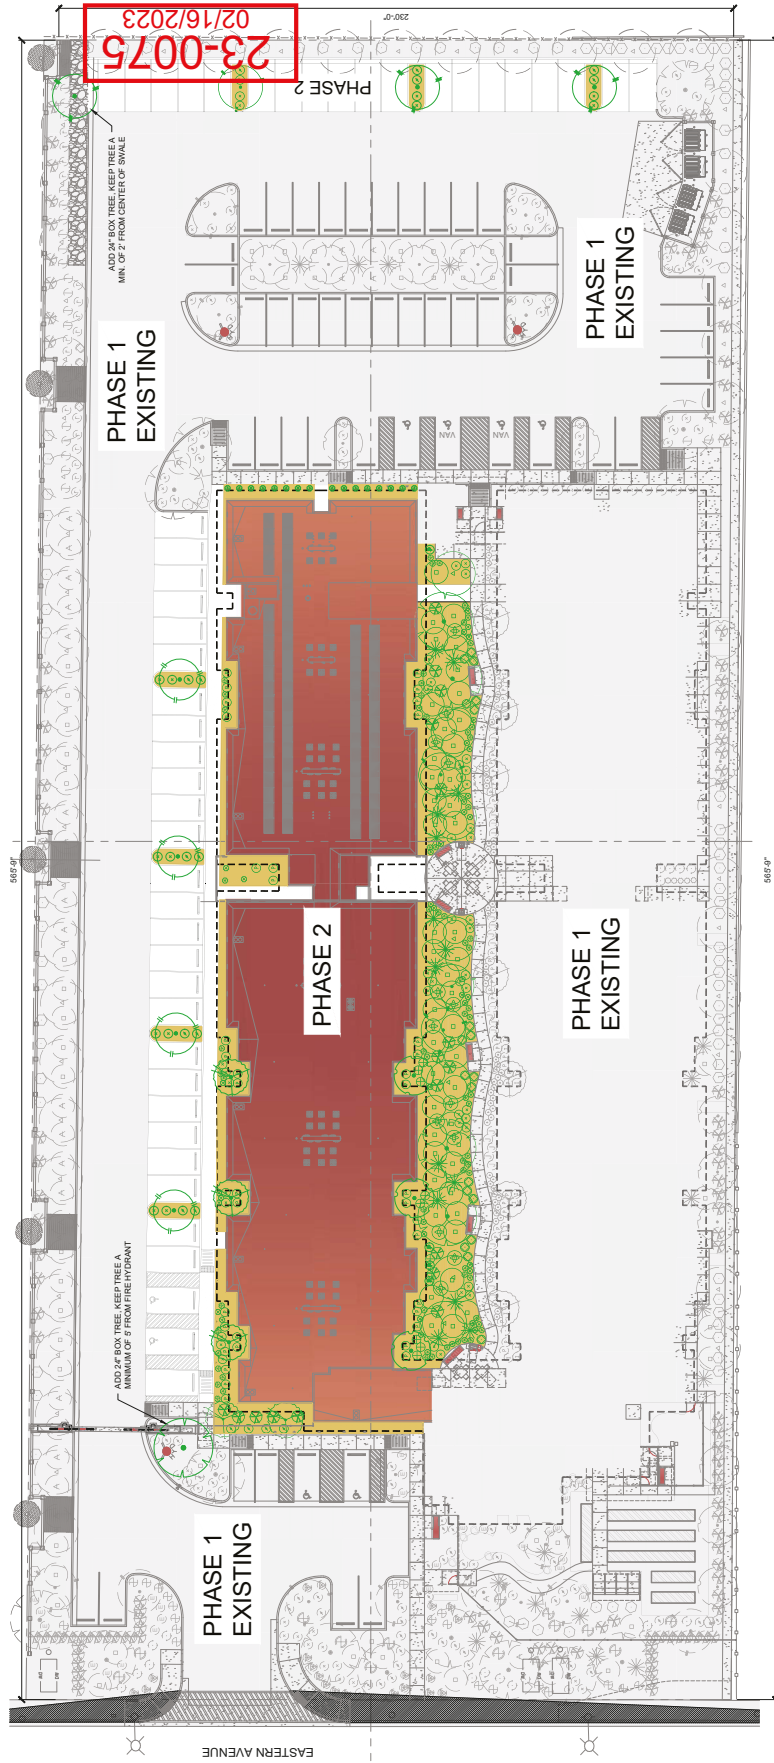 23-0075
02/16/2023
230'-0"
PHASE 2
ADD 24" BOX TREE, KEEP TREE A
MIN. OF 2' FROM CENTER OF SWALE
PHASE 1
EXISTING
PHASE 1
EXISTING
VAN
VAN
565'-9"
565'-9"
PHASE 2
PHASE 1
EXISTING
ADD 24" BOX TREE, KEEP TREE A
MINIMUM OF 5' FROM FIRE HYDRANT
PHASE 1
EXISTING
EASTERN AVENUE